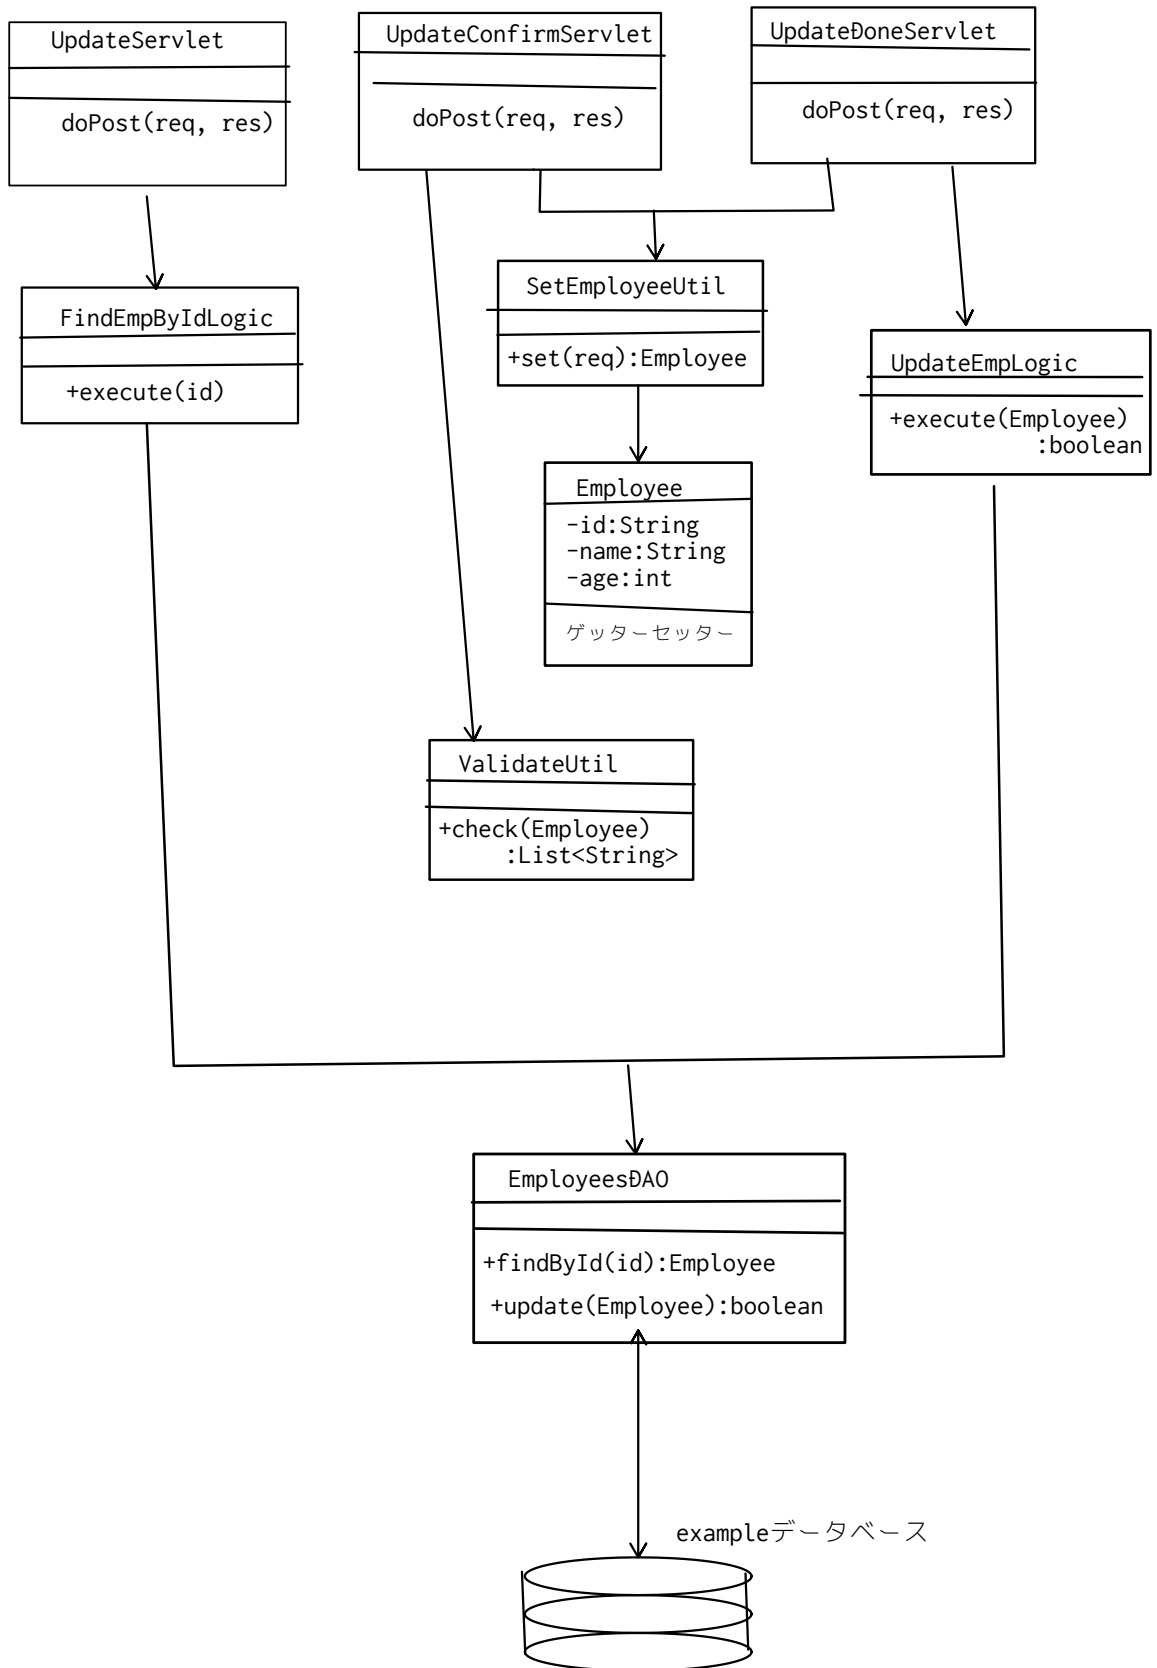 UpdateServlet
doPost(req, res)
UpdateConfirmServlet
doPost(req, res)
UpdateĐoneServlet
doPost(req, res)
FindEmpByIdLogic
+execute(id)
SetEmployeeUtil
+set(req):Employee
UpdateEmpLogic
+execute(Employee)
:boolean
Employee
-id:String
-name:String
-age:int
ゲッターセッター
ValidateUtil
+check(Employee)
:List<String>
EmployeesĐAO
+findById(id):Employee
+update(Employee):boolean
exampleデータベース